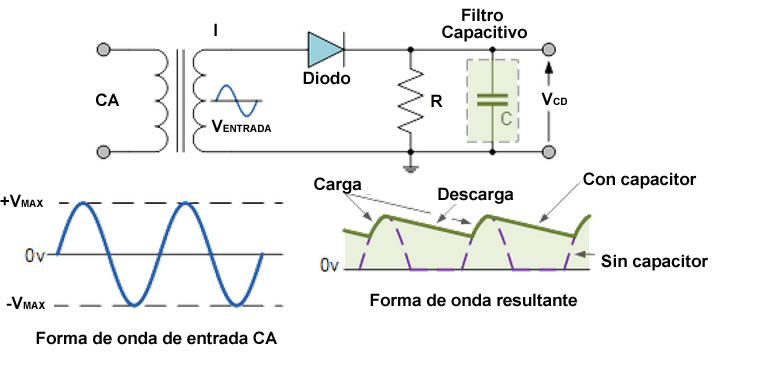 Filtro
Capacitivo
I
Diodo
CA
VENTRADA
R
C
VCD
+VMAX
0v
-VMAX
Forma de onda de entrada CA
Carga
Descarga
Con capacitor
Sin capacitor
0v
Forma de onda resultante